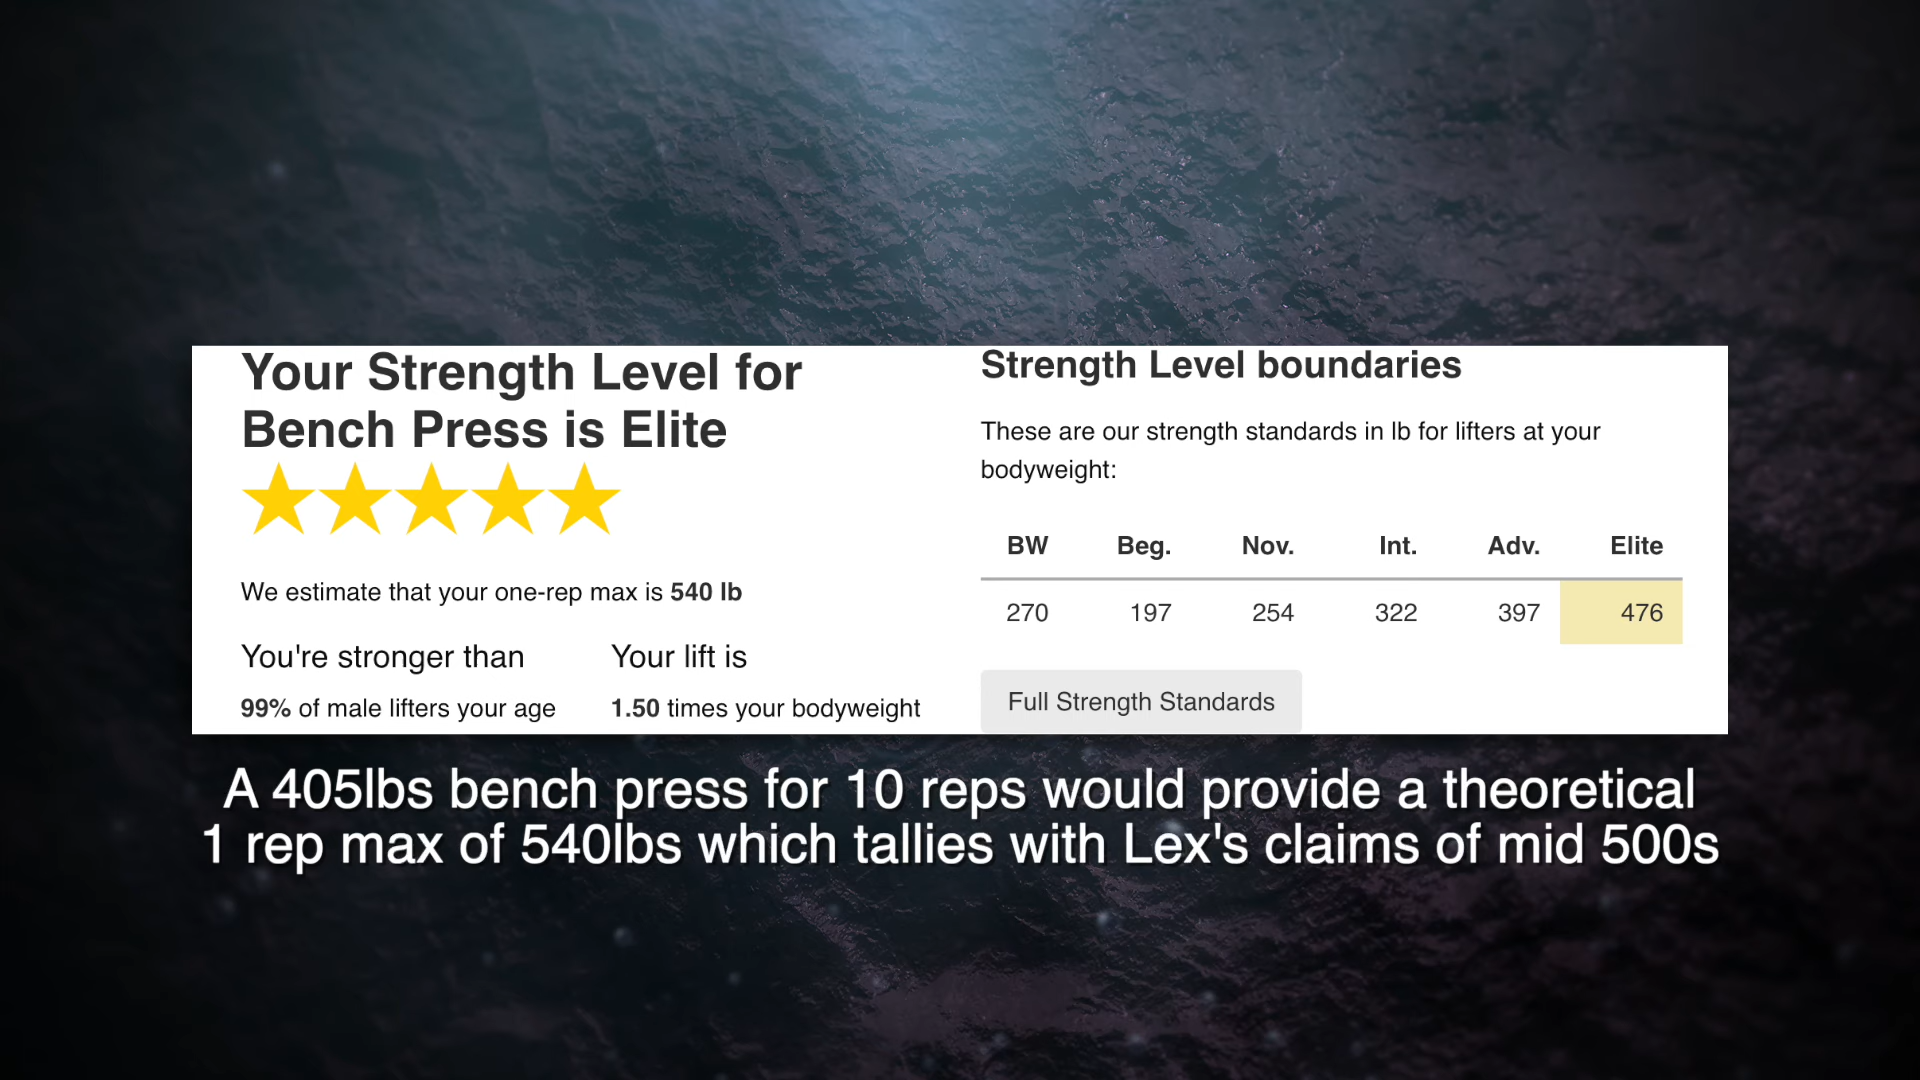 Your Strength Level for
Bench Press is Elite
We estimate that your one-rep max is 540 lb
You're stronger than
99% of male lifters your age
Your lift is
1.50 times your bodyweight
Strength Level boundaries
These are our strength standards in lb for lifters at your
bodyweight:
BW Beg. Nov. Int. Adv. Elite
270 197 254 322 397 476
Full Strength Standards
A 405lbs bench press for 10 reps would provide a theoretical
1 rep max of 540lbs which tallies with Lex's claims of mid 500s